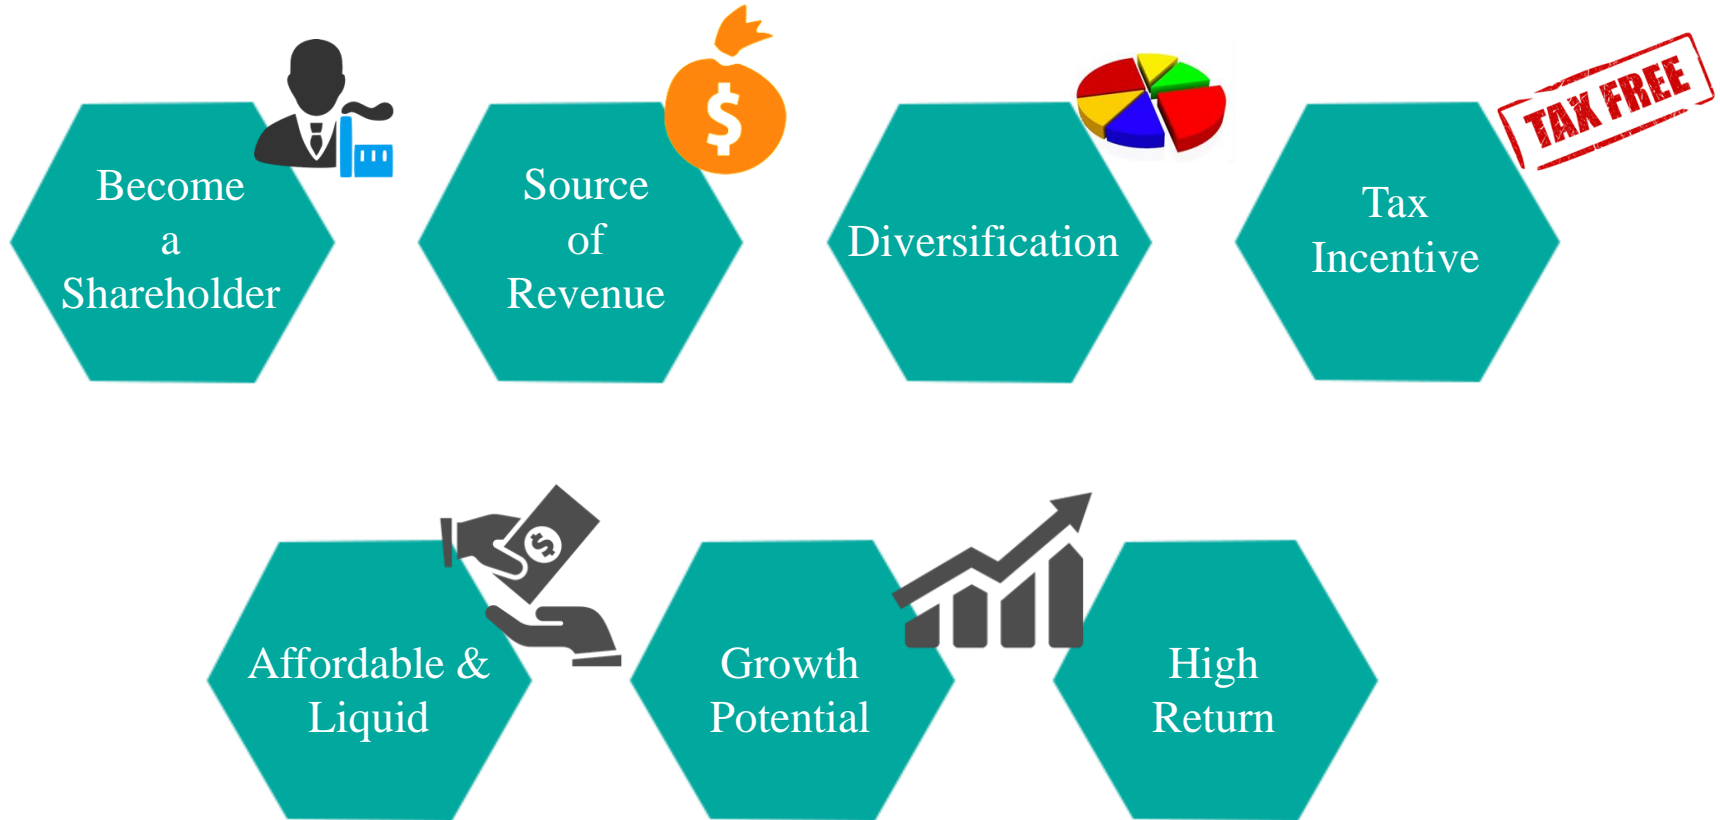 Become
a
Shareholder
$
Source
of
Revenue
Diversification
TAX FREE
Tax
Incentive
$
Affordable &
Liquid
Growth
Potential
High
Return